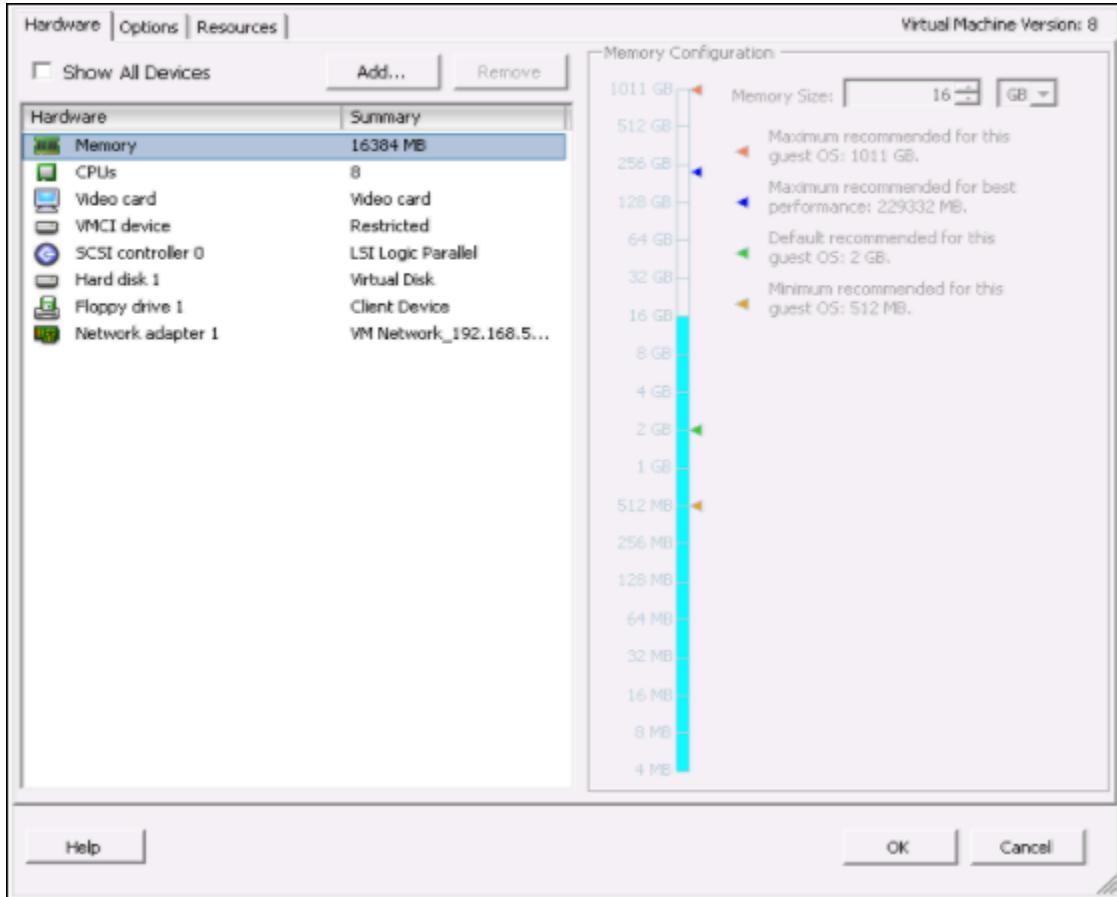 Hardware Options Resources Virtual Machine Version: 8
Show All Devices Add... Remove
Hardware Summary
Memory 16384 MB
CPUs 8
Video card Video card
VMCI device Restricted
SCSI controller 0 LSI Logic Parallel
Hard disk 1 Virtual Disk
Floppy drive 1 Client Device
Network adapter 1 VM Network_192.168.5...
Memory Configuration
Memory Size: 16 GB
Maximum recommended for this
guest OS: 1011 GB.
Maximum recommended for best
performance: 229332 MB.
Default recommended for this
guest OS: 2 GB.
Minimum recommended for this
guest OS: 512 MB.
1011 GB
512 GB
256 GB
128 GB
64 GB
32 GB
16 GB
8 GB
4 GB
2 GB
1 GB
512 MB
256 MB
128 MB
64 MB
32 MB
16 MB
8 MB
4 MB
Help OK Cancel